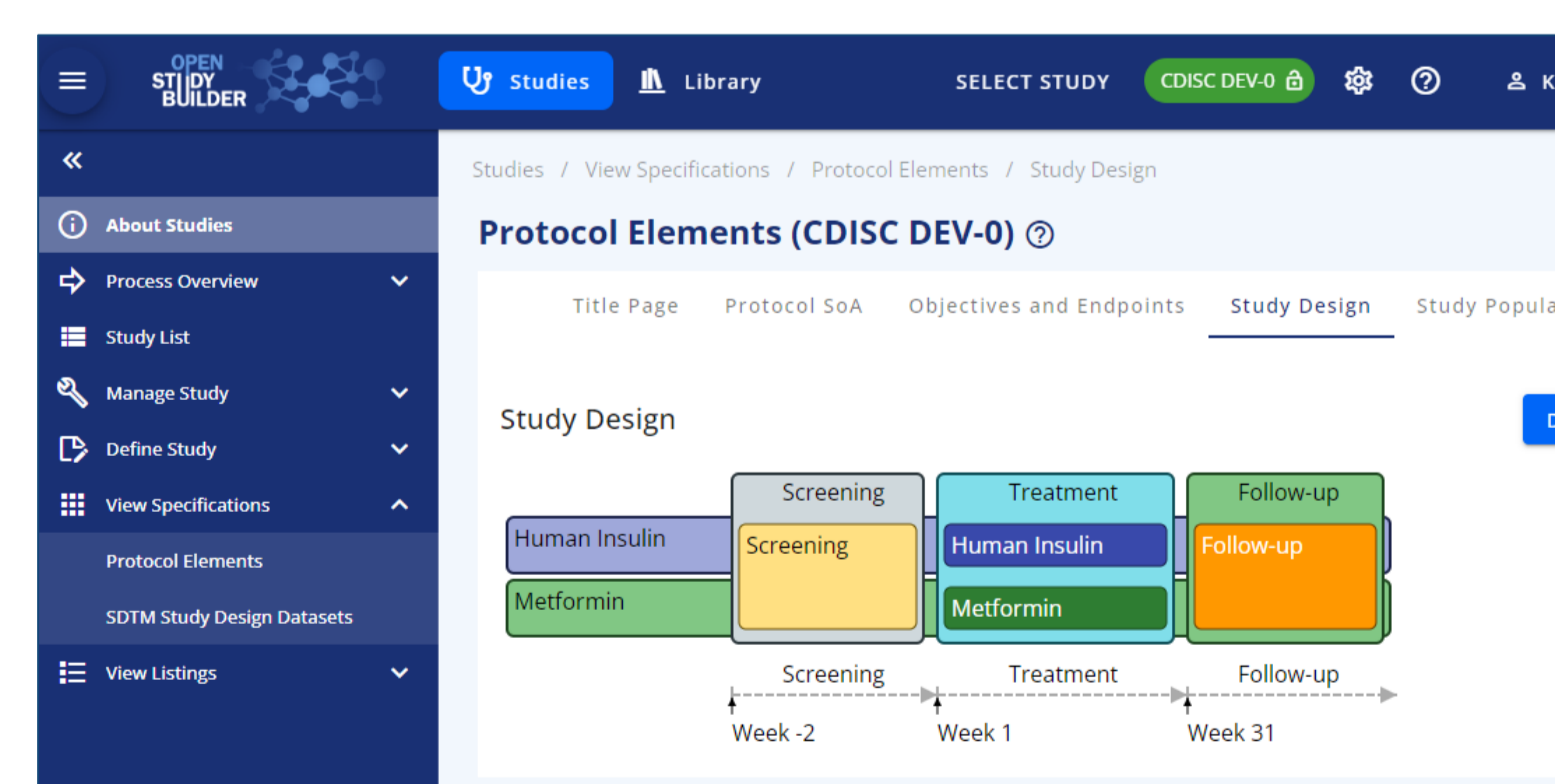 OPEN
STUDY
BUILDER
Studies
Library
SELECT STUDY
CDISC DEV-0
K
Studies / View Specifications / Protocol Elements / Study Design
About Studies
Process Overview
Study List
Manage Study
Define Study
View Specifications
Protocol Elements
SDTM Study Design Datasets
View Listings
Protocol Elements (CDISC DEV-0)
Title Page
Protocol SoA
Objectives and Endpoints
Study Design
Study Popula
Study Design
D
Screening
Treatment
Follow-up
Human Insulin
Screening
Human Insulin
Follow-up
Metformin
Metformin
Screening
Treatment
Follow-up
Week -2
Week 1
Week 31